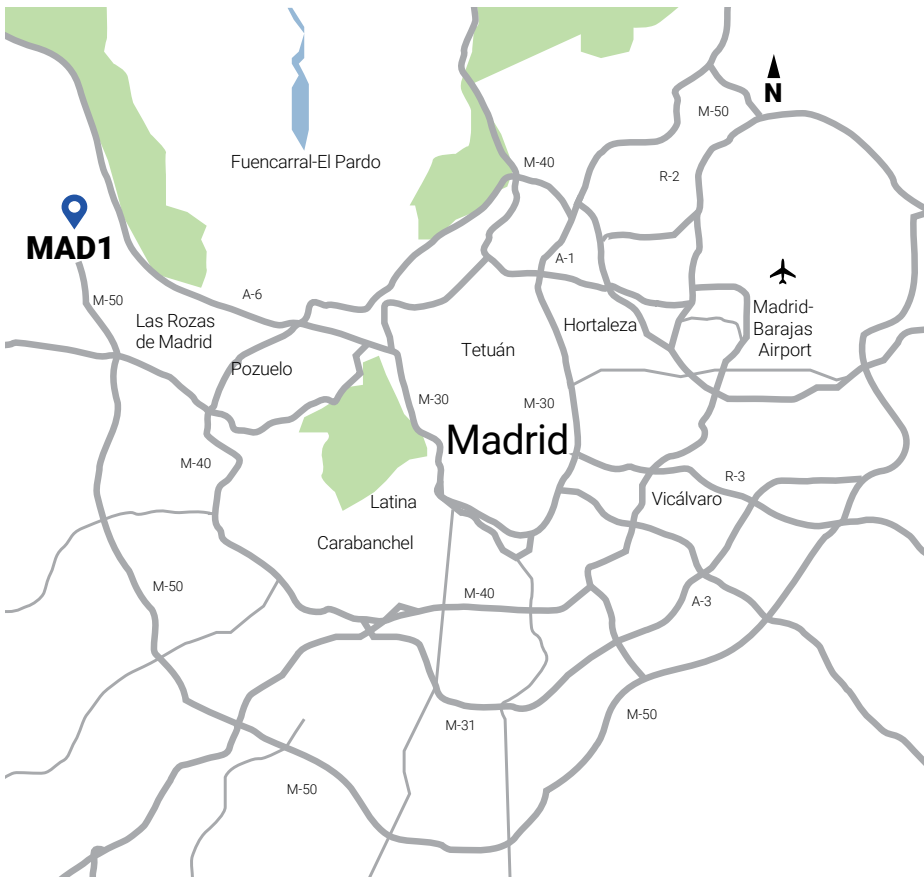 M-50
N
Fuencarral-El Pardo
M-40
R-2
MAD1
A-1
M-50
A-6
Madrid-
Barajas
Airport
Las Rozas
de Madrid
Hortaleza
Tetuán
Pozuelo
M-30
M-30
Madrid
M-40
R-3
Latina
Vicálvaro
Carabanchel
M-50
M-40
A-3
M-31
M-50
M-50